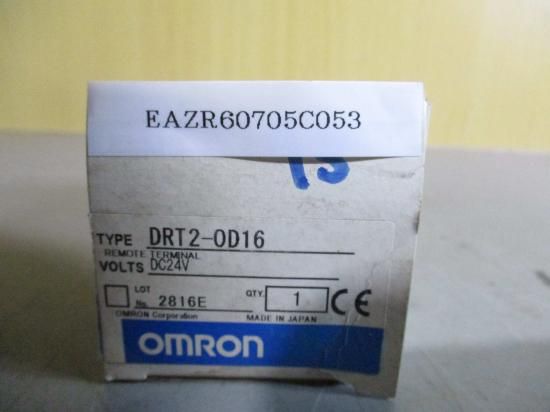 EAZR60705C053
15
TYPE DRT2-OD16
REMOTE TERMINAL
VOLTS DC24V
LOT No. 2816E QTY. 1 CE
OMRON Corporation MADE IN JAPAN
OMRON